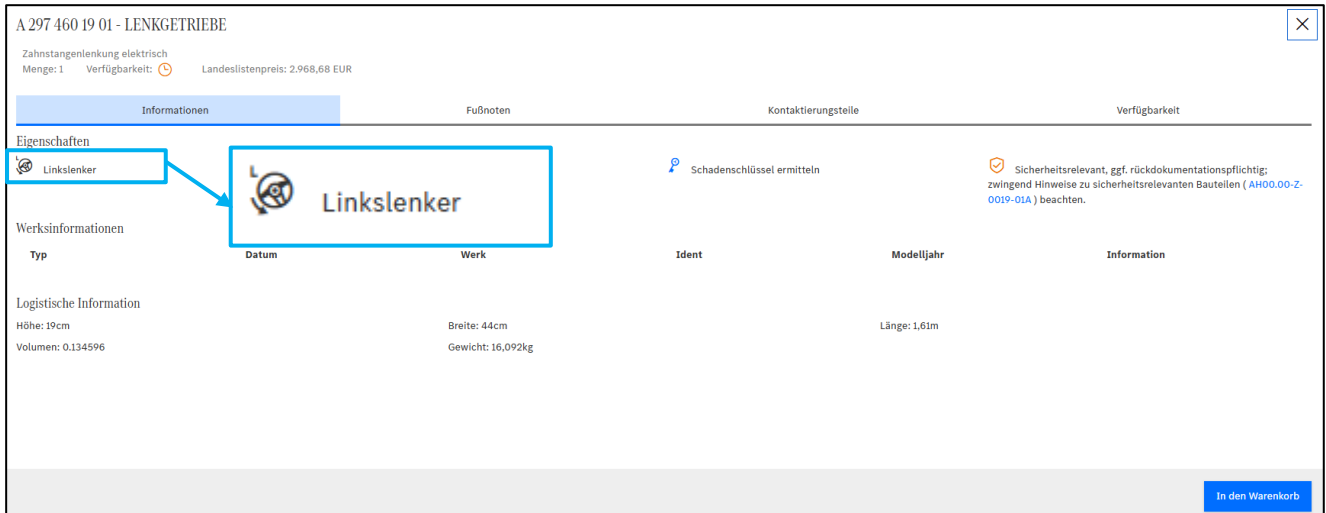 A 297 460 19 01 - LENKGETRIEBE
Zahnstangenlenkung elektrisch
Menge: 1 Verfügbarkeit: Landeslistenpreis: 2.968,68 EUR
Informationen Fußnoten Kontaktierungsteile Verfügbarkeit
Eigenschaften
L Linkslenker
L Linkslenker
Schadenschlüssel ermitteln
Sicherheitsrelevant, ggf. rückdokumentationspflichtig;
zwingend Hinweise zu sicherheitsrelevanten Bauteilen ( AH00.00-Z-
0019-01A ) beachten.
Werksinformationen
Typ Datum Werk Ident Modelljahr Information
Logistische Information
Höhe: 19cm Breite: 44cm Länge: 1,61m
Volumen: 0.134596 Gewicht: 16,092kg
In den Warenkorb